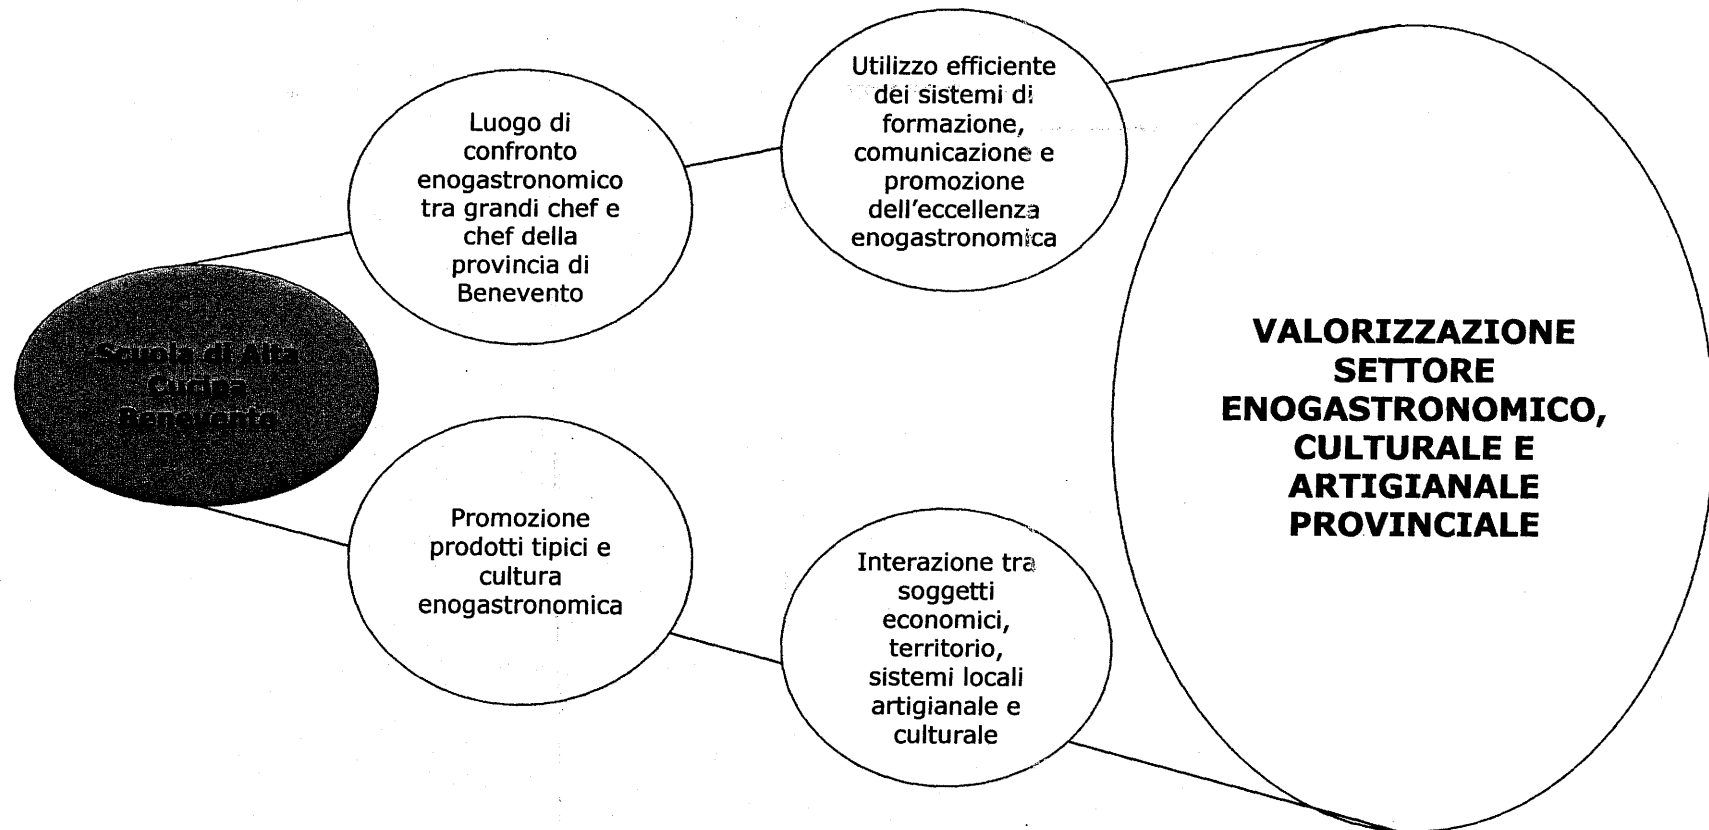 Scuola di Alta
Cucina
Benevento
Luogo di
confronto
enogastronomico
tra grandi chef e
chef della
provincia di
Benevento
Utilizzo efficiente
dei sistemi di
formazione,
comunicazione e
promozione
dell'eccellenza
enogastronomica
Promozione
prodotti tipici e
cultura
enogastronomica
Interazione tra
soggetti
economici,
territorio,
sistemi locali
artigianale e
culturale
VALORIZZAZIONE
SETTORE
ENOGASTRONOMICO,
CULTURALE E
ARTIGIANALE
PROVINCIALE